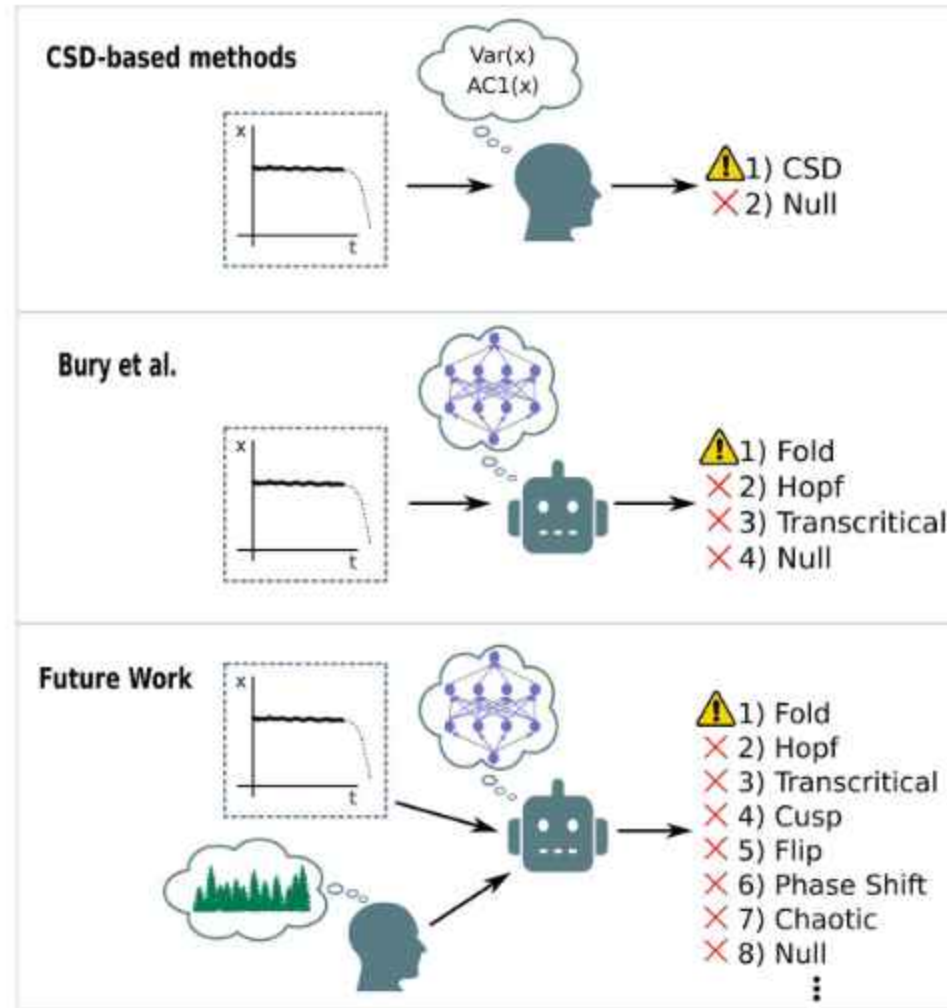 CSD-based methods
Var(x)
AC1(x)
x
t
1) CSD
2) Null
Bury et al.
x
t
1) Fold
2) Hopf
3) Transcritical
4) Null
Future Work
x
t
1) Fold
2) Hopf
3) Transcritical
4) Cusp
5) Flip
6) Phase Shift
7) Chaotic
8) Null
⋮